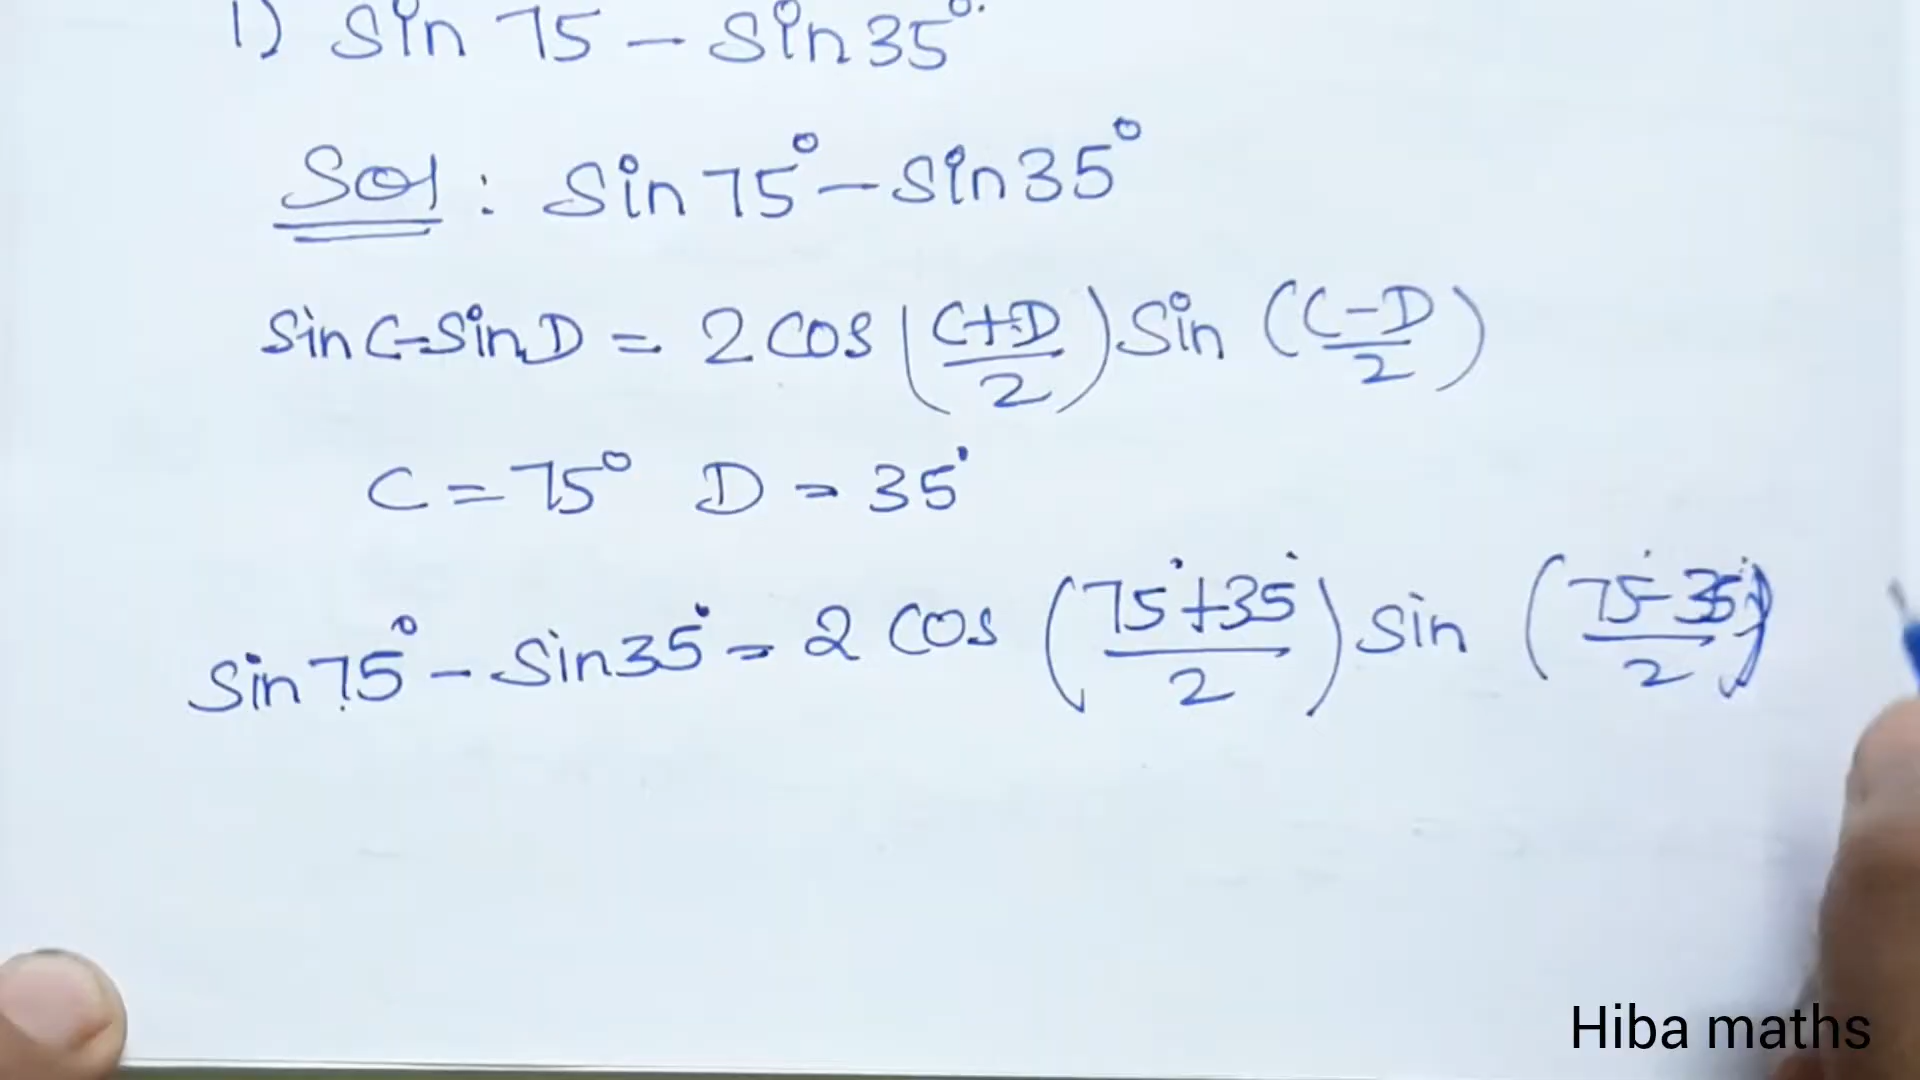 1) Sin 75 - Sin 35°
Sol : Sin 75° - Sin 35°
Sin C - Sin D = 2 cos (C+D/2) Sin (C-D/2)
C = 75° D = 35°
Sin 75° - Sin 35° = 2 cos (75°+35°/2) Sin (75°-35°/2)
Hiba maths